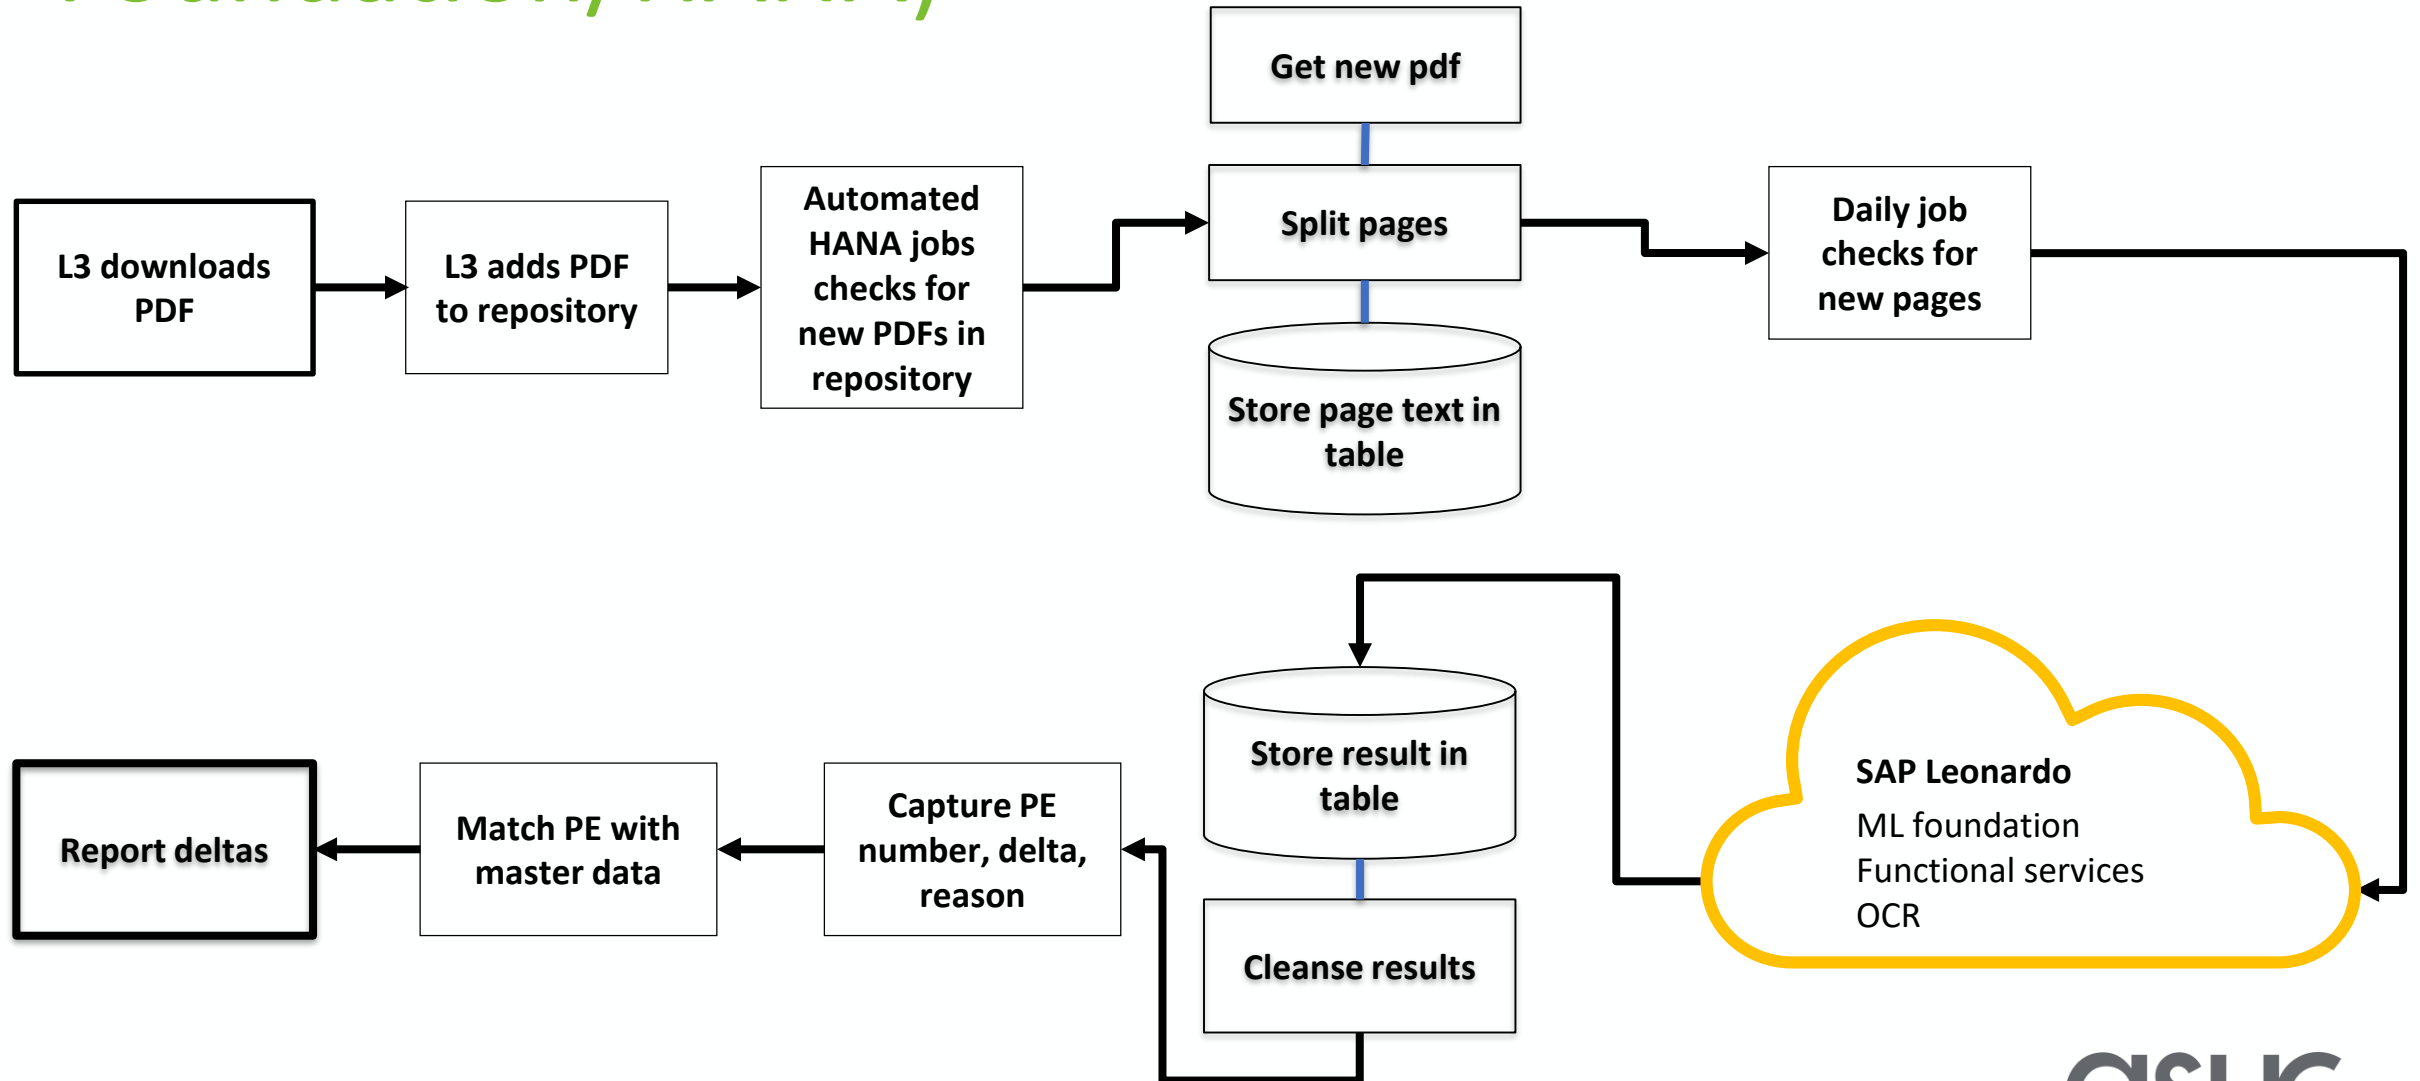 Foundation, HANA)
Get new pdf
L3 downloads
PDF
L3 adds PDF
to repository
Automated
HANA jobs
checks for
new PDFs in
repository
Split pages
Store page text in
table
Daily job
checks for
new pages
SAP Leonardo
ML foundation
Functional services
OCR
Store result in
table
Cleanse results
Capture PE
number, delta,
reason
Match PE with
master data
Report deltas
asug